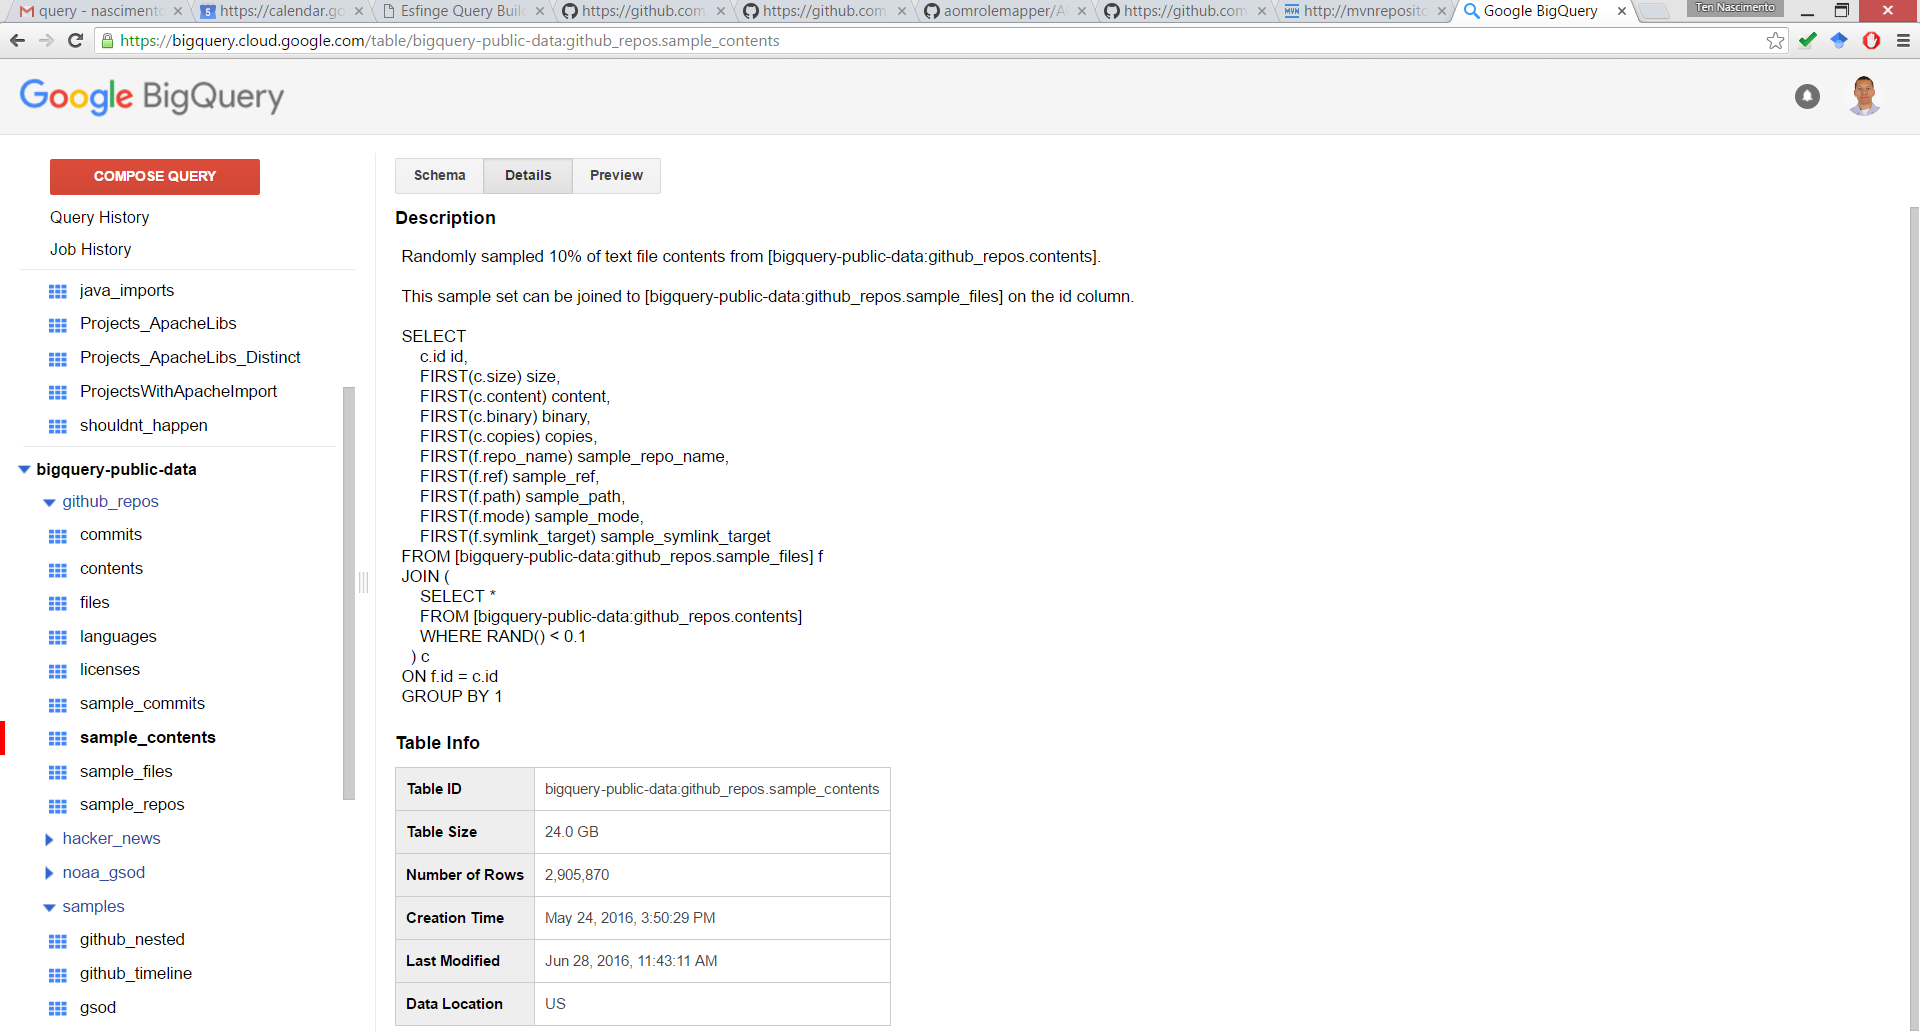 query - nascimento
https://calendar.go
Esfinge Query Buil
https://github.com
https://github.com
aomrolemapper/A
https://github.com
http://mvnreposito
Google BigQuery
Ten Nascimento
https://bigquery.cloud.google.com/table/bigquery-public-data:github_repos.sample_contents
Google BigQuery
COMPOSE QUERY
Query History
Job History
java_imports
Projects_ApacheLibs
Projects_ApacheLibs_Distinct
ProjectsWithApacheImport
shouldnt_happen
bigquery-public-data
github_repos
commits
contents
files
languages
licenses
sample_commits
sample_contents
sample_files
sample_repos
hacker_news
noaa_gsod
samples
github_nested
github_timeline
gsod
Schema
Details
Preview
Description
Randomly sampled 10% of text file contents from [bigquery-public-data:github_repos.contents].
This sample set can be joined to [bigquery-public-data:github_repos.sample_files] on the id column.
SELECT
c.id id,
FIRST(c.size) size,
FIRST(c.content) content,
FIRST(c.binary) binary,
FIRST(c.copies) copies,
FIRST(f.repo_name) sample_repo_name,
FIRST(f.ref) sample_ref,
FIRST(f.path) sample_path,
FIRST(f.mode) sample_mode,
FIRST(f.symlink_target) sample_symlink_target
FROM [bigquery-public-data:github_repos.sample_files] f
JOIN (
SELECT *
FROM [bigquery-public-data:github_repos.contents]
WHERE RAND() < 0.1
) c
ON f.id = c.id
GROUP BY 1
Table Info
Table ID bigquery-public-data:github_repos.sample_contents
Table Size 24.0 GB
Number of Rows 2,905,870
Creation Time May 24, 2016, 3:50:29 PM
Last Modified Jun 28, 2016, 11:43:11 AM
Data Location US